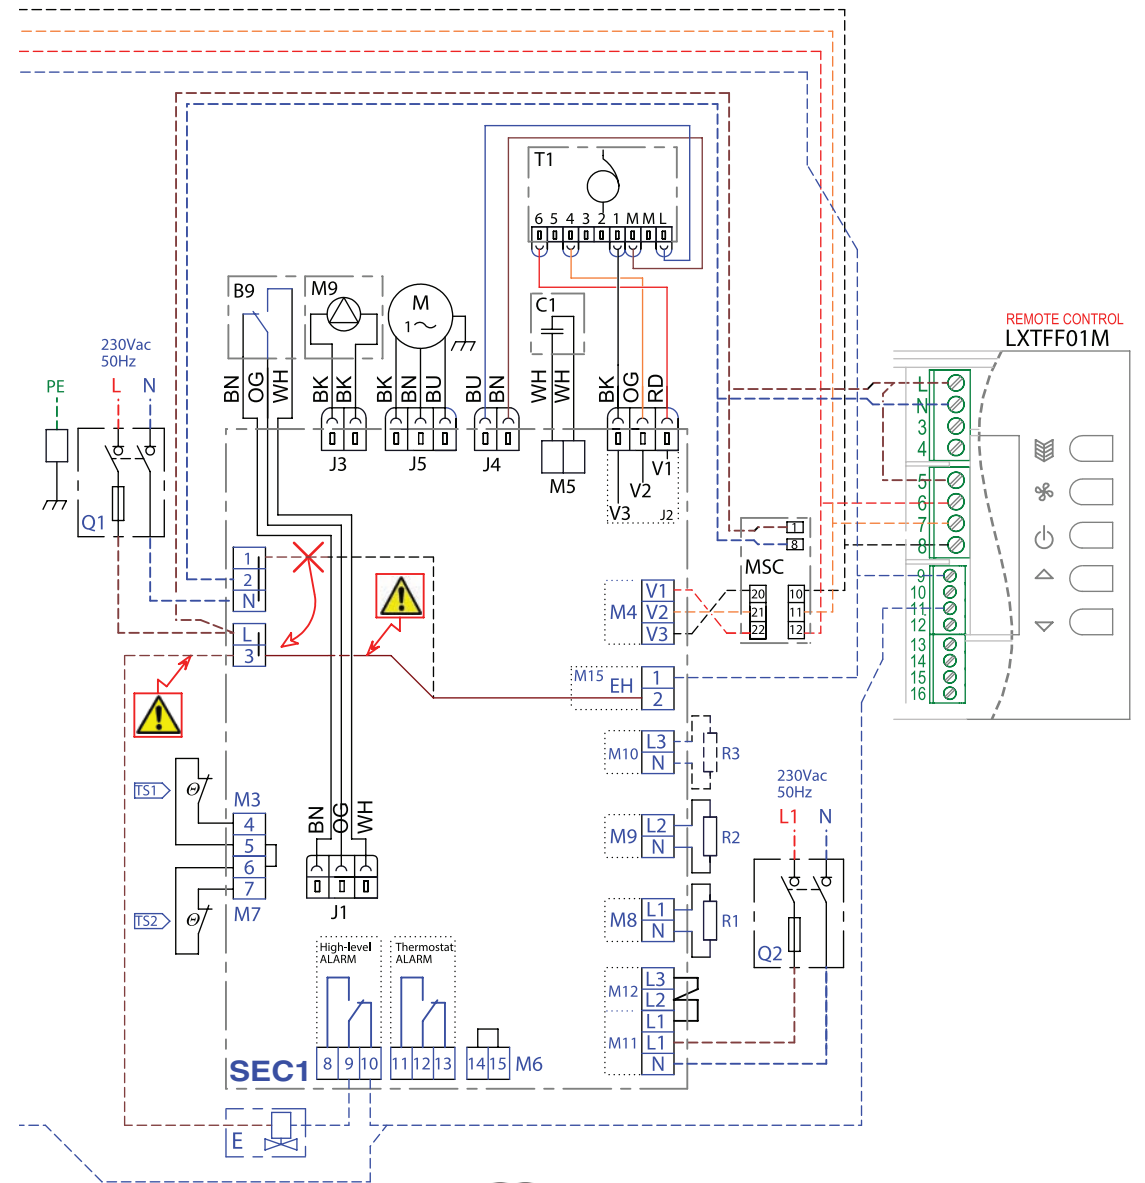 T1
6 5 4 3 2 1 M M L
B9
M9
M
1~
C1
REMOTE CONTROL
LXTFF01M
230Vac
50Hz
PE
L N
BN
OG
WH
BK
BK
BK
BN
BU
BU
BN
WH
WH
BK
OG
RD
J3
J5
J4
M5
V1
V2
V3
J2
Q1
L
N
3
4
5
6
7
8
9
10
11
12
13
14
15
16
1
8
MSC
20 10
21 11
22 12
1
2
N
L
3
M4
V1
V2
V3
M15
EH
1
2
M10
L3
N
R3
TS1
Θ
M3
4
5
6
7
M7
TS2
Θ
BN
OG
WH
J1
M9
L2
N
R2
M8
L1
N
R1
230Vac
50Hz
L1 N
Q2
High-level
ALARM
Thermostat
ALARM
M12
L3
L2
L1
M11
L1
N
SEC1
8 9 10
11 12 13
14 15
M6
E